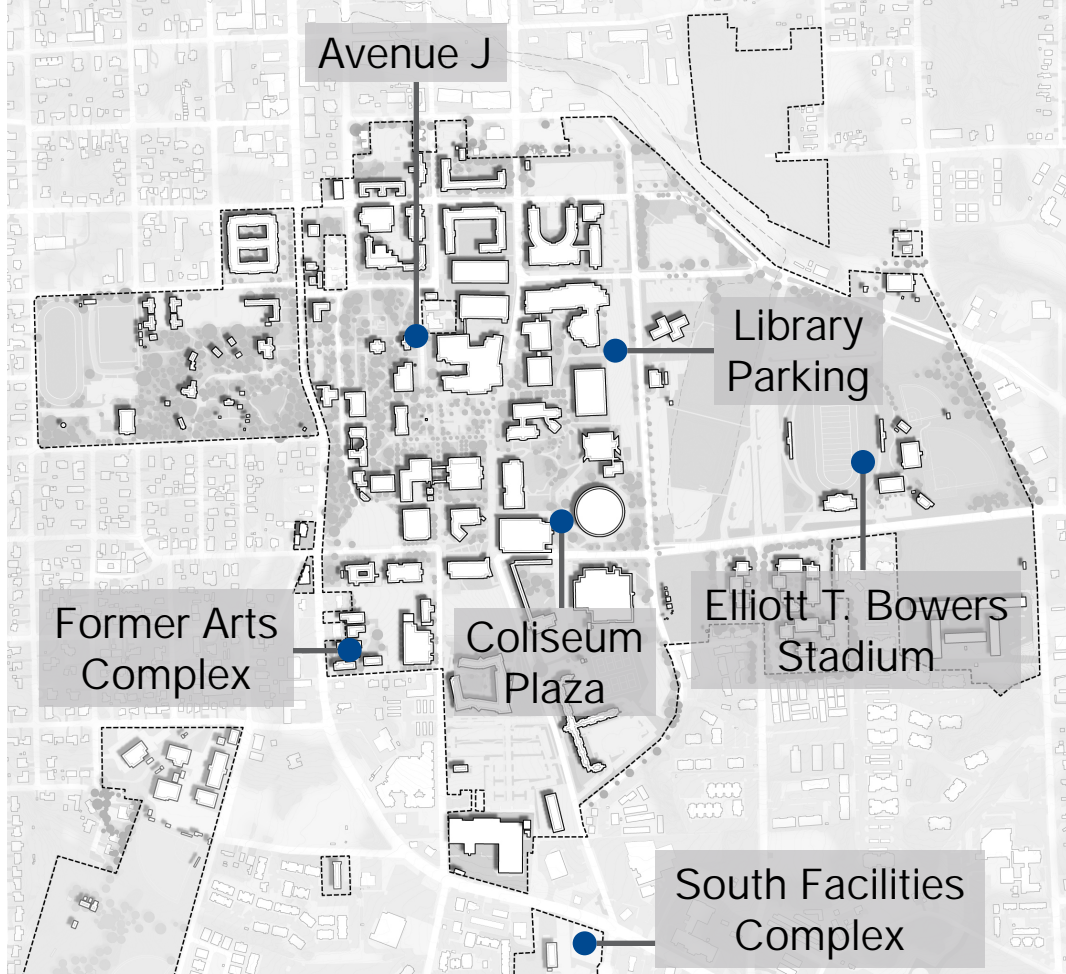 Avenue J
Library
Parking
Elliott T. Bowers
Stadium
Former Arts
Complex
Coliseum
Plaza
South Facilities
Complex